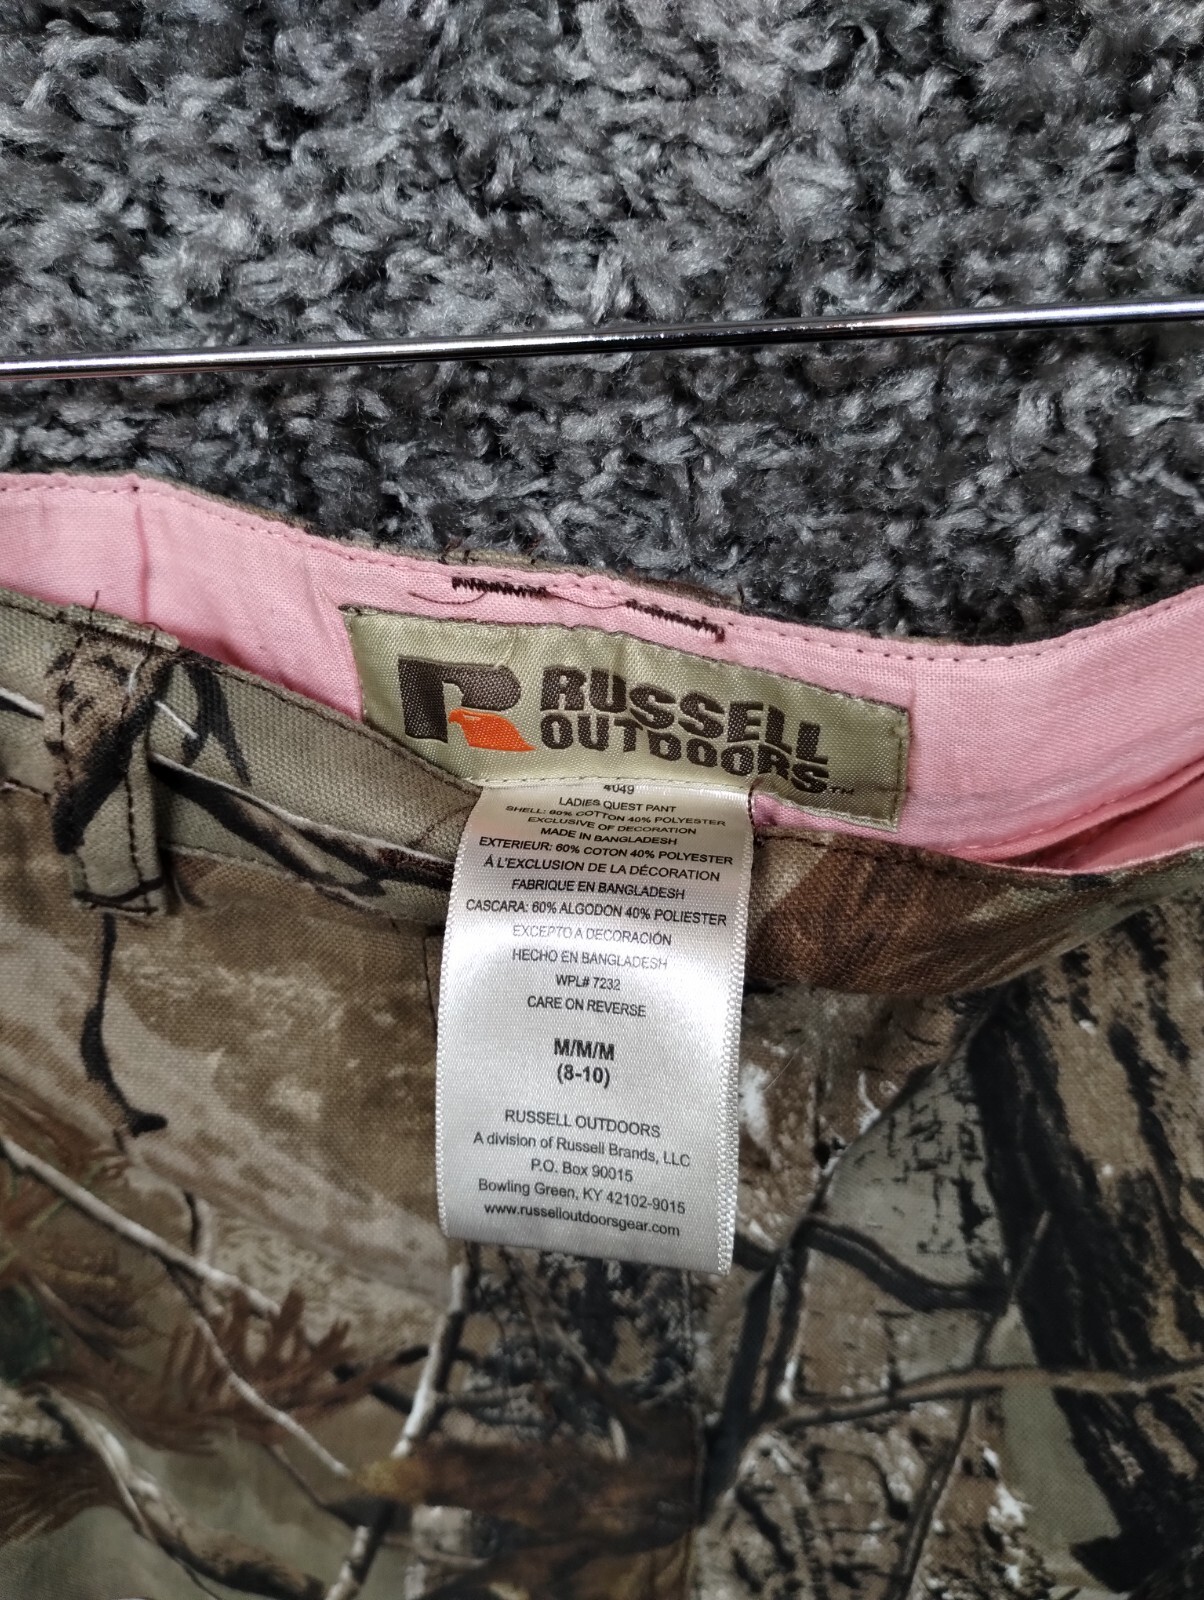 RUSSELL
OUTDOORS™
4049
LADIES QUEST PANT
SHELL: 60% COTTON 40% POLYESTER
EXCLUSIVE OF DECORATION
MADE IN BANGLADESH
EXTERIEUR: 60% COTON 40% POLYESTER
À L'EXCLUSION DE LA DÉCORATION
FABRIQUE EN BANGLADESH
CASCARA: 60% ALGODON 40% POLIESTER
EXCEPTO A DECORACIÓN
HECHO EN BANGLADESH
WPL# 7232
CARE ON REVERSE
M/M/M
(8-10)
RUSSELL OUTDOORS
A division of Russell Brands, LLC
P.O. Box 90015
Bowling Green, KY 42102-9015
www.russelloutdoorsgear.com